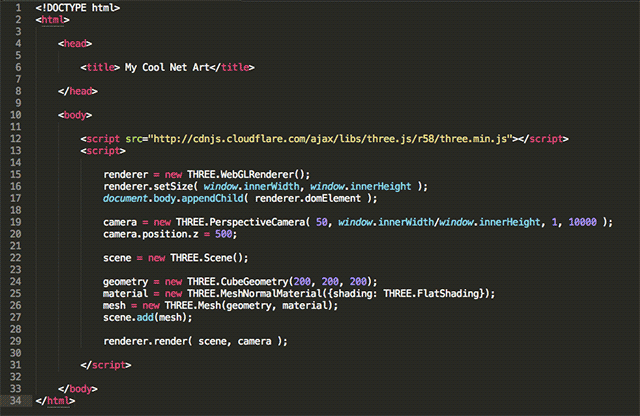 1 <!DOCTYPE html>
2 <html>
3
4 <head>
5
6 <title> My Cool Net Art</title>
7
8 </head>
9
10 <body>
11
12 <script src="http://cdnjs.cloudflare.com/ajax/libs/three.js/r58/three.min.js"></script>
13 <script>
14
15 renderer = new THREE.WebGLRenderer();
16 renderer.setSize( window.innerWidth, window.innerHeight );
17 document.body.appendChild( renderer.domElement );
18
19 camera = new THREE.PerspectiveCamera( 50, window.innerWidth/window.innerHeight, 1, 10000 );
20 camera.position.z = 500;
21
22 scene = new THREE.Scene();
23
24 geometry = new THREE.CubeGeometry(200, 200, 200);
25 material = new THREE.MeshNormalMaterial({shading: THREE.FlatShading});
26 mesh = new THREE.Mesh(geometry, material);
27 scene.add(mesh);
28
29 renderer.render( scene, camera );
30
31 </script>
32
33 </body>
34 </html>